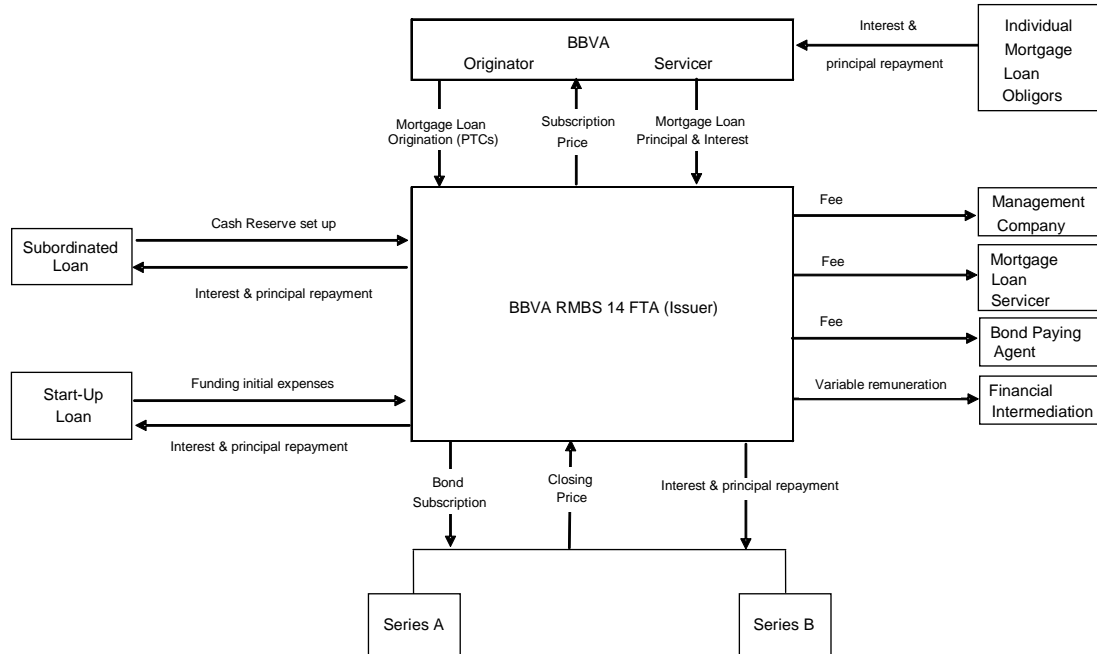 BBVA
Originator Servicer
Interest &
principal repayment
Individual
Mortgage
Loan
Obligors
Mortgage Loan
Origination (PTCs)
Subscription
Price
Mortgage Loan
Principal & Interest
Subordinated
Loan
Cash Reserve set up
Interest & principal repayment
Start-Up
Loan
Funding initial expenses
Interest & principal repayment
BBVA RMBS 14 FTA (Issuer)
Fee
Management
Company
Fee
Mortgage
Loan
Servicer
Fee
Bond Paying
Agent
Variable remuneration
Financial
Intermediation
Bond
Subscription
Closing
Price
Interest & principal repayment
Series A
Series B